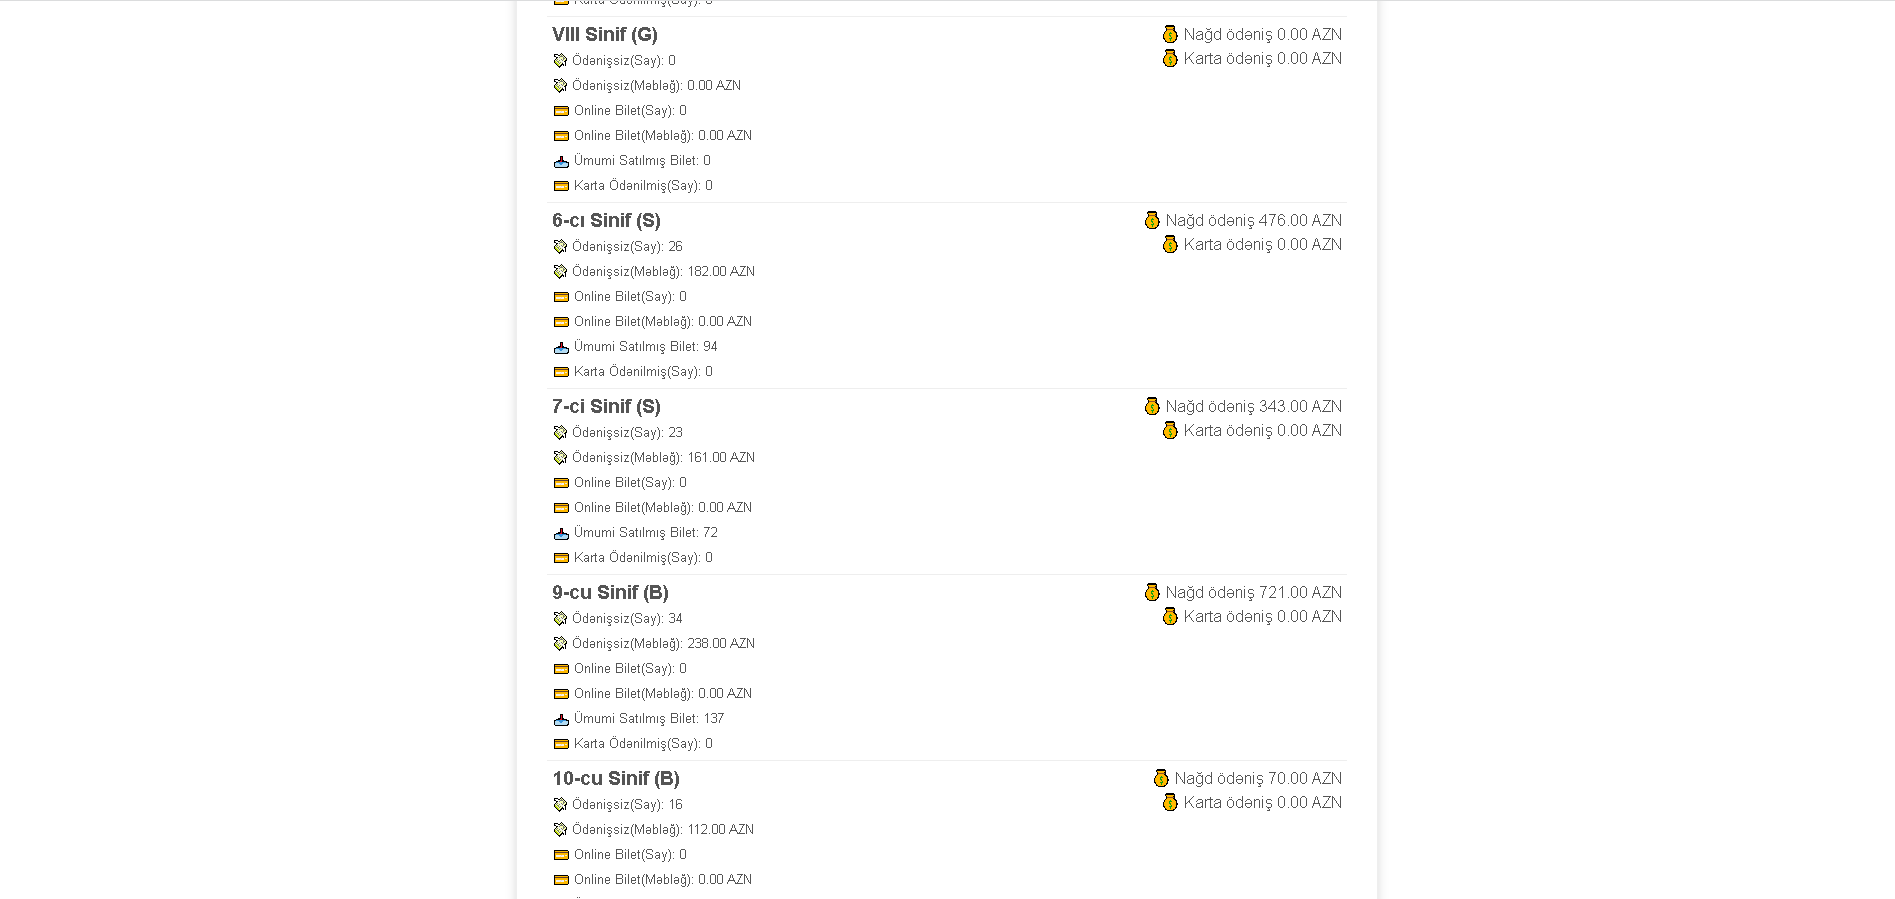 Karta Ödənilmiş(Say): 0
VIII Sinif (G)
Nağd ödəniş 0.00 AZN
Karta ödəniş 0.00 AZN
Ödənişsiz(Say): 0
Ödənişsiz(Məbləğ): 0.00 AZN
Online Bilet(Say): 0
Online Bilet(Məbləğ): 0.00 AZN
Ümumi Satılmış Bilet: 0
Karta Ödənilmiş(Say): 0
6-cı Sinif (S)
Nağd ödəniş 476.00 AZN
Karta ödəniş 0.00 AZN
Ödənişsiz(Say): 26
Ödənişsiz(Məbləğ): 182.00 AZN
Online Bilet(Say): 0
Online Bilet(Məbləğ): 0.00 AZN
Ümumi Satılmış Bilet: 94
Karta Ödənilmiş(Say): 0
7-ci Sinif (S)
Nağd ödəniş 343.00 AZN
Karta ödəniş 0.00 AZN
Ödənişsiz(Say): 23
Ödənişsiz(Məbləğ): 161.00 AZN
Online Bilet(Say): 0
Online Bilet(Məbləğ): 0.00 AZN
Ümumi Satılmış Bilet: 72
Karta Ödənilmiş(Say): 0
9-cu Sinif (B)
Nağd ödəniş 721.00 AZN
Karta ödəniş 0.00 AZN
Ödənişsiz(Say): 34
Ödənişsiz(Məbləğ): 238.00 AZN
Online Bilet(Say): 0
Online Bilet(Məbləğ): 0.00 AZN
Ümumi Satılmış Bilet: 137
Karta Ödənilmiş(Say): 0
10-cu Sinif (B)
Nağd ödəniş 70.00 AZN
Karta ödəniş 0.00 AZN
Ödənişsiz(Say): 16
Ödənişsiz(Məbləğ): 112.00 AZN
Online Bilet(Say): 0
Online Bilet(Məbləğ): 0.00 AZN